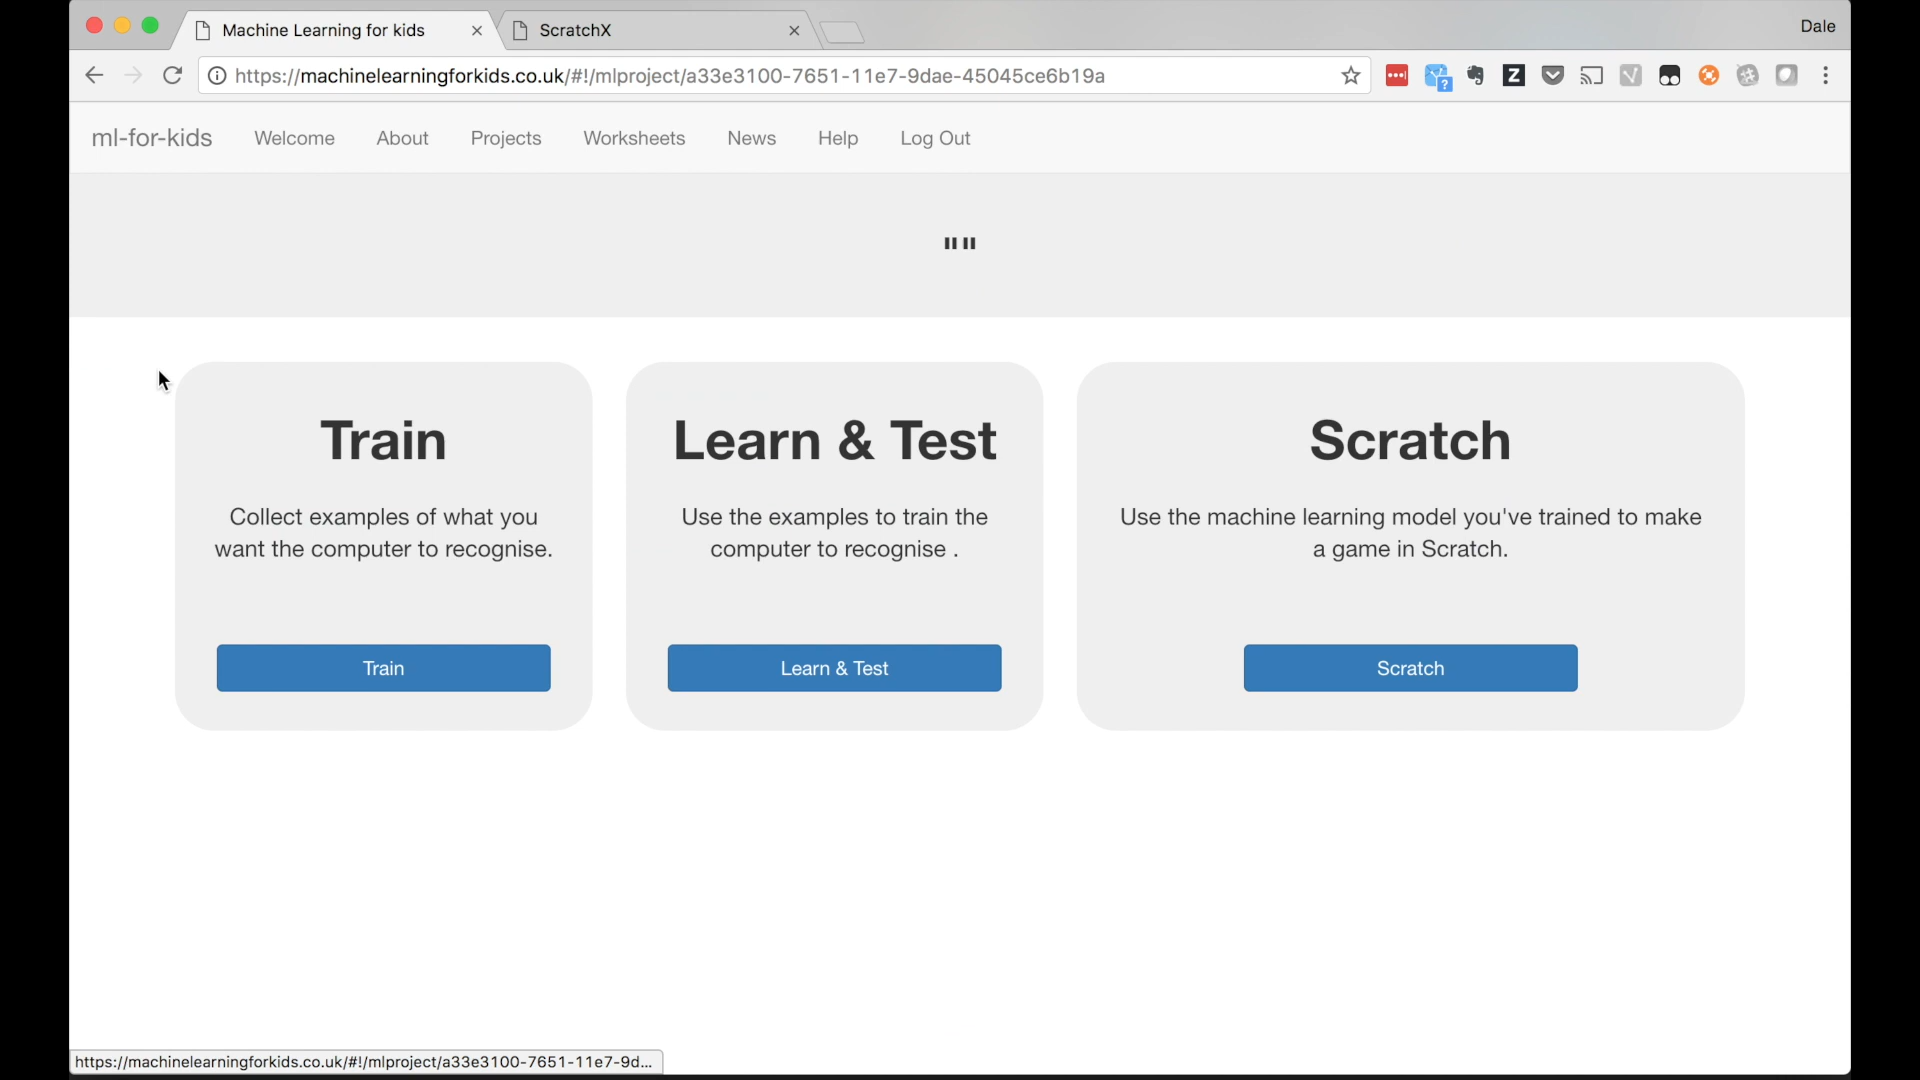 Machine Learning for kids
ScratchX
Dale
https://machinelearningforkids.co.uk/#!/mlproject/a33e3100-7651-11e7-9dae-45045ce6b19a
ml-for-kids Welcome About Projects Worksheets News Help Log Out
""
Train
Collect examples of what you
want the computer to recognise.
Train
Learn & Test
Use the examples to train the
computer to recognise .
Learn & Test
Scratch
Use the machine learning model you've trained to make
a game in Scratch.
Scratch
https://machinelearningforkids.co.uk/#!/mlproject/a33e3100-7651-11e7-9d...